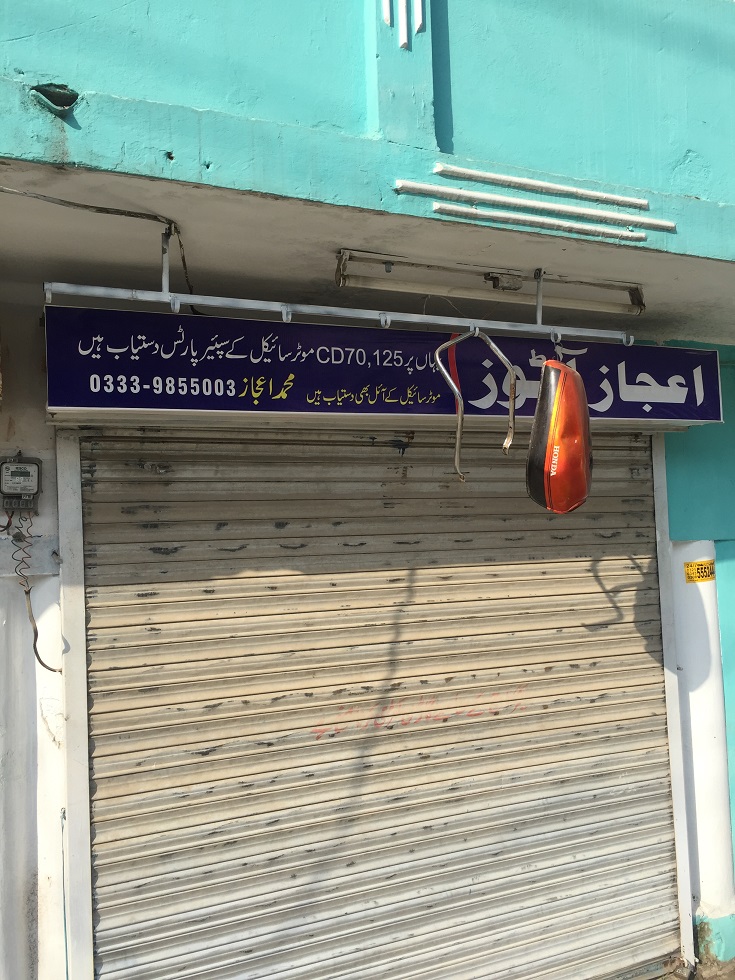 اعجاز آٹوز
یہاں پر CD70,125 موٹر سائیکل کے سپئیر پارٹس دستیاب ہیں
موٹر سائیکل کے آئل بھی دستیاب ہیں
محمد اعجاز 0333-9855003
HONDA